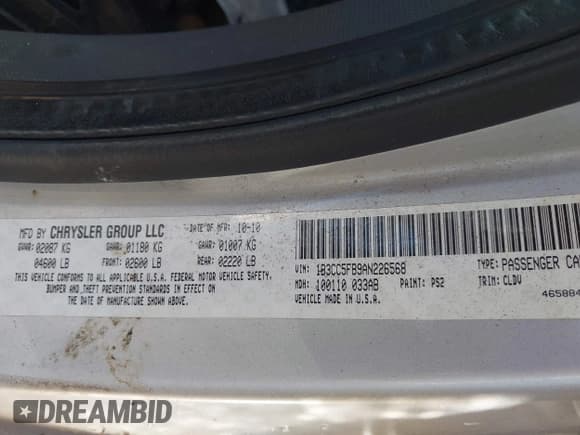 MFD BY CHRYSLER GROUP LLC
DATE OF MFR: 10-10
GVWR: 02087 KG
04600 LB
GAWR: 01180 KG
FRONT: 02600 LB
GAWR: 01007 KG
REAR: 02220 LB
THIS VEHICLE CONFORMS TO ALL APPLICABLE U.S.A. FEDERAL MOTOR VEHICLE SAFETY,
BUMPER AND THEFT PREVENTION STANDARDS IN EFFECT ON
THE DATE OF MANUFACTURE SHOWN ABOVE.
VIN: 1B3CC5FB9AN226568
TYPE: PASSENGER CA
MDH: 100110 033AB
PAINT: PS2
TRIM: CLDV
VEHICLE MADE IN U.S.A.
465884
DREAMBID